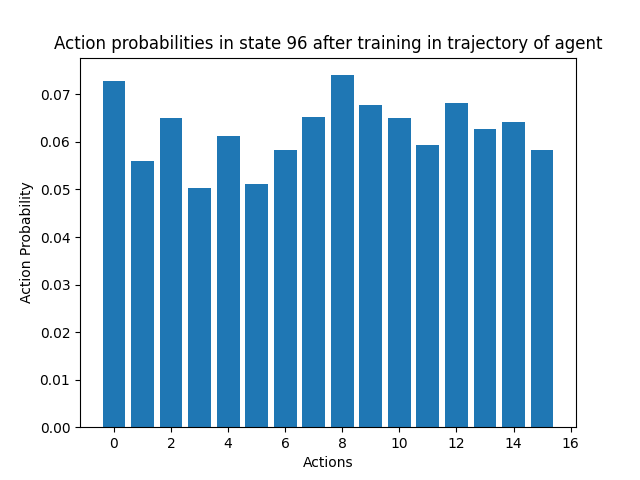 Action probabilities in state 96 after training in trajectory of agent
Action Probability
0.07
0.06
0.05
0.04
0.03
0.02
0.01
0.00
0 2 4 6 8 10 12 14 16
Actions